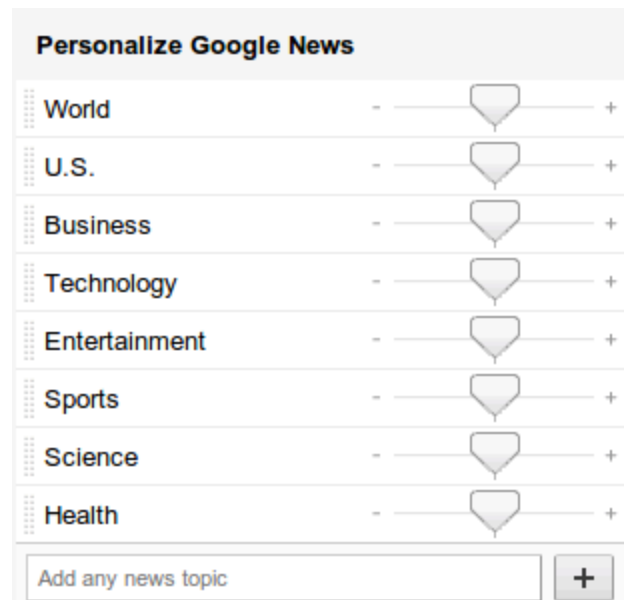 Personalize Google News
World - +
U.S. - +
Business - +
Technology - +
Entertainment - +
Sports - +
Science - +
Health - +
Add any news topic +